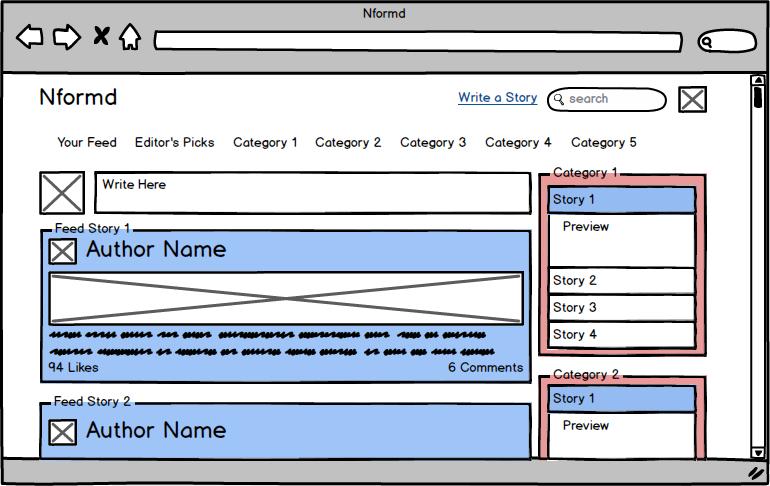 Nformd
Nformd
Write a Story
search
Your Feed
Editor's Picks
Category 1
Category 2
Category 3
Category 4
Category 5
Write Here
Feed Story 1
Author Name
94 Likes
6 Comments
Feed Story 2
Author Name
Category 1
Story 1
Preview
Story 2
Story 3
Story 4
Category 2
Story 1
Preview